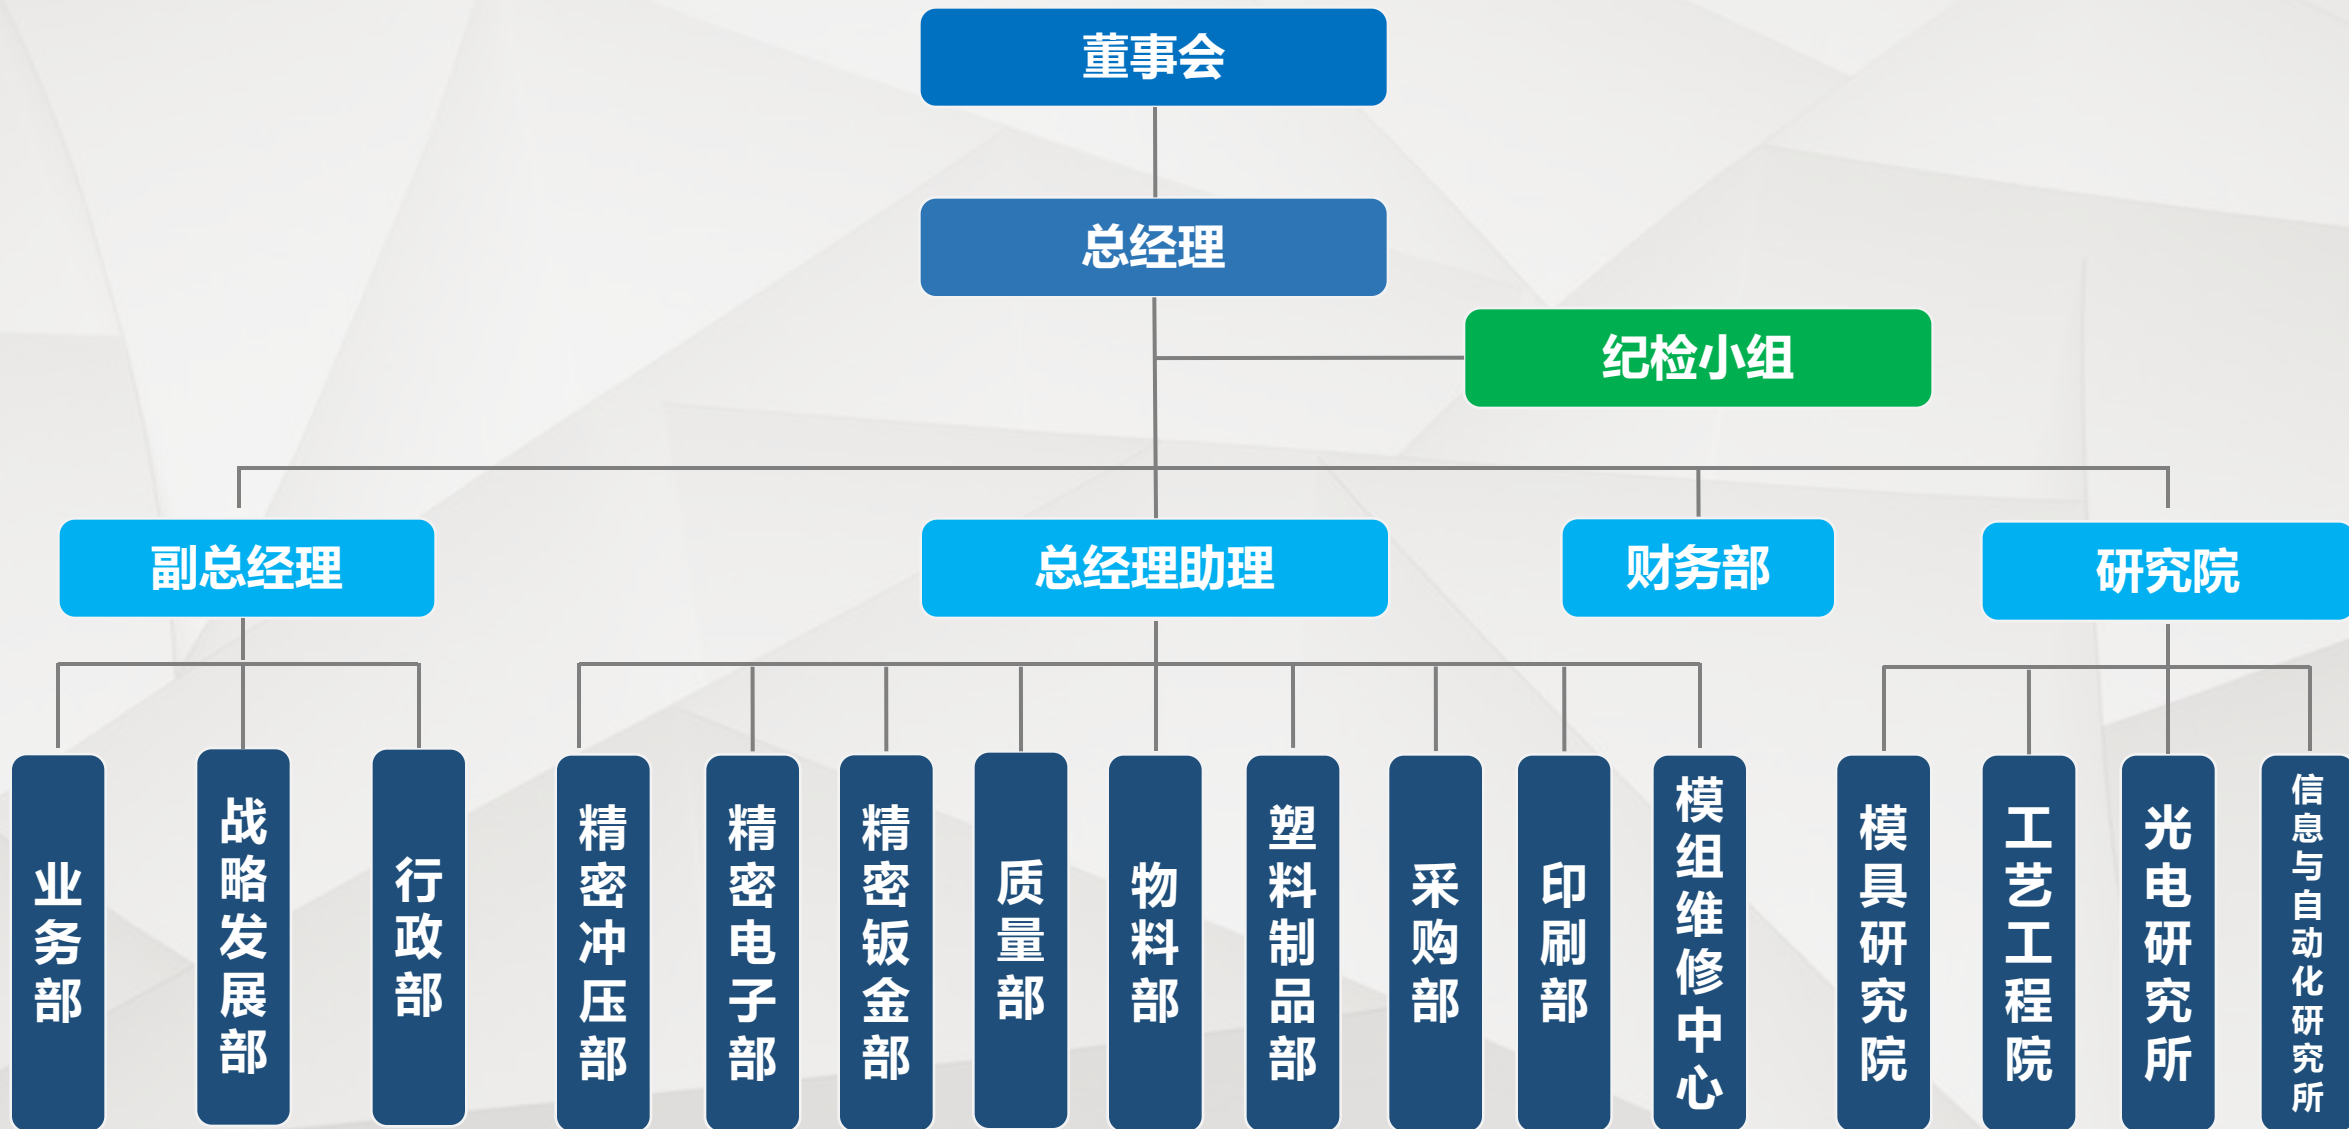 董事会
总经理
纪检小组
副总经理
总经理助理
财务部
研究院
业务部
战略发展部
行政部
精密冲压部
精密电子部
精密钣金部
质量部
物料部
塑料制品部
采购部
印刷部
模组维修中心
模具研究院
工艺工程院
光电研究所
信息与自动化研究所